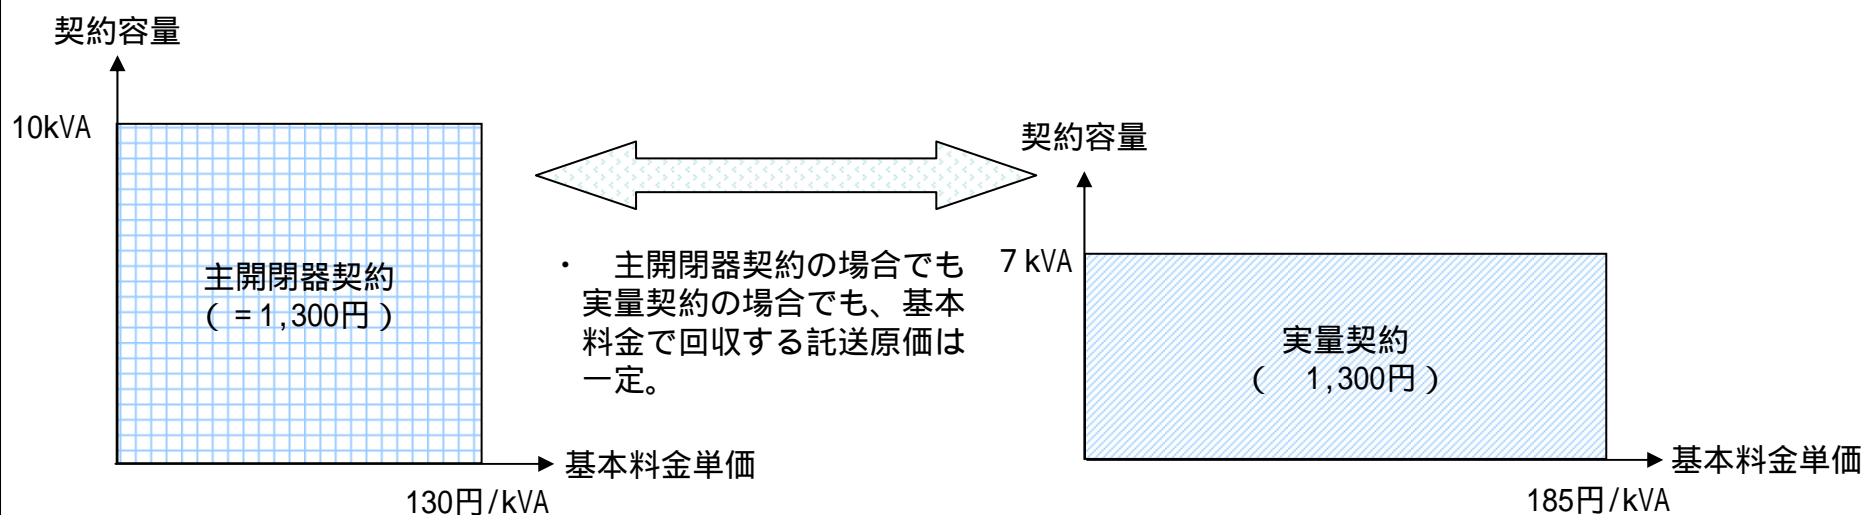 契約容量
10kVA
主開閉器契約
( =1,300円 )
130円/kVA
基本料金単価
・ 主開閉器契約の場合でも
実量契約の場合でも、基本
料金で回収する託送原価は
一定。
契約容量
7 kVA
実量契約
( 1,300円 )
185円/kVA
基本料金単価